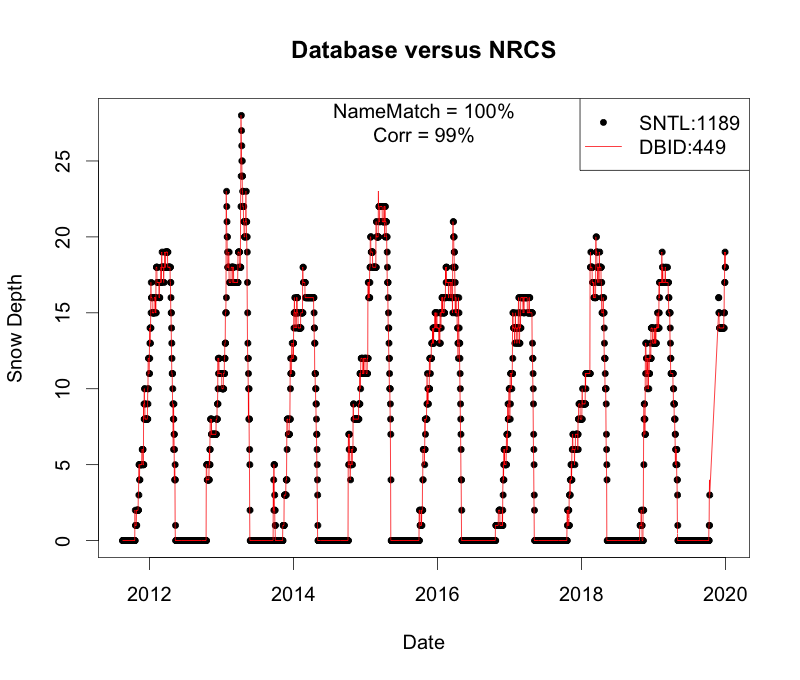 Database versus NRCS
NameMatch = 100%
Corr = 99%
SNTL:1189
DBID:449
Snow Depth
25
20
15
10
5
0
2012 2014 2016 2018 2020
Date